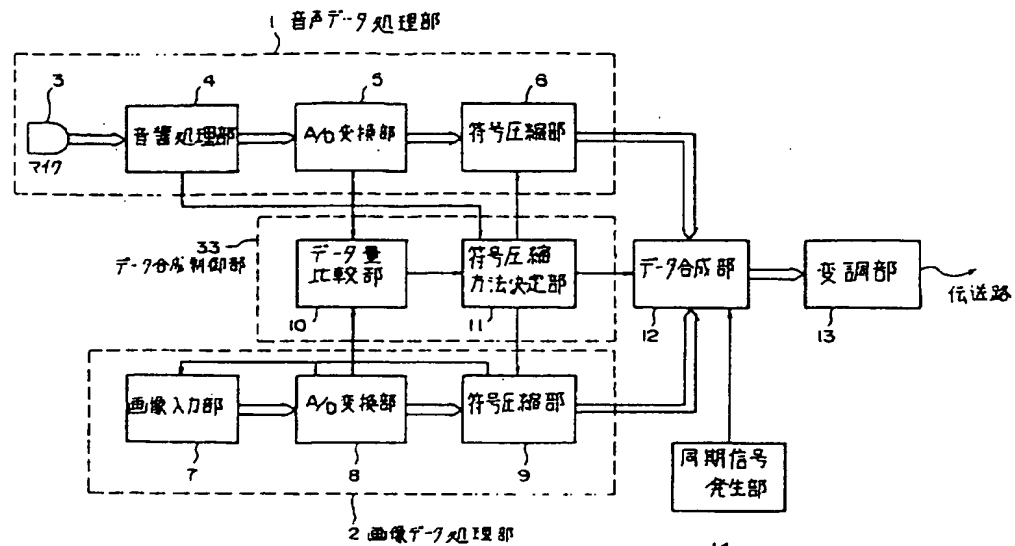 1 音声データ処理部
3
4
5
6
音響処理部
A/D変換部
符号圧縮部
マイク
33
データ合成制御部
データ量
比較部
符号圧縮
方法決定部
データ合成部
変調部
伝送路
10
11
12
13
画像入力部
A/D変換部
符号圧縮部
7
8
9
同期信号
発生部
2 画像データ処理部